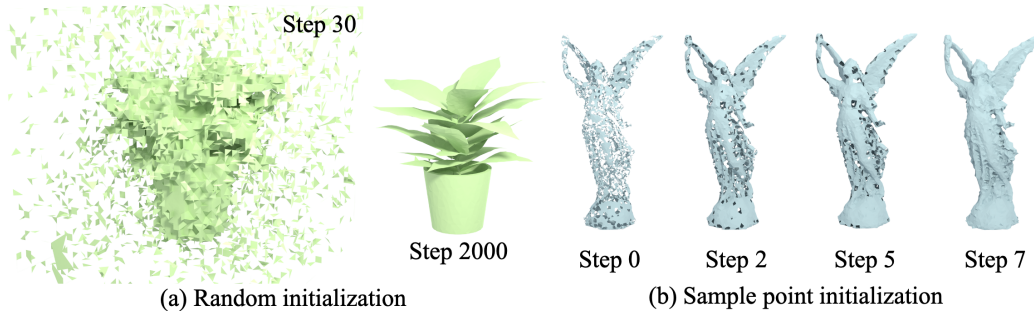 Step 30
Step 2000
(a) Random initialization
Step 0
Step 2
Step 5
Step 7
(b) Sample point initialization